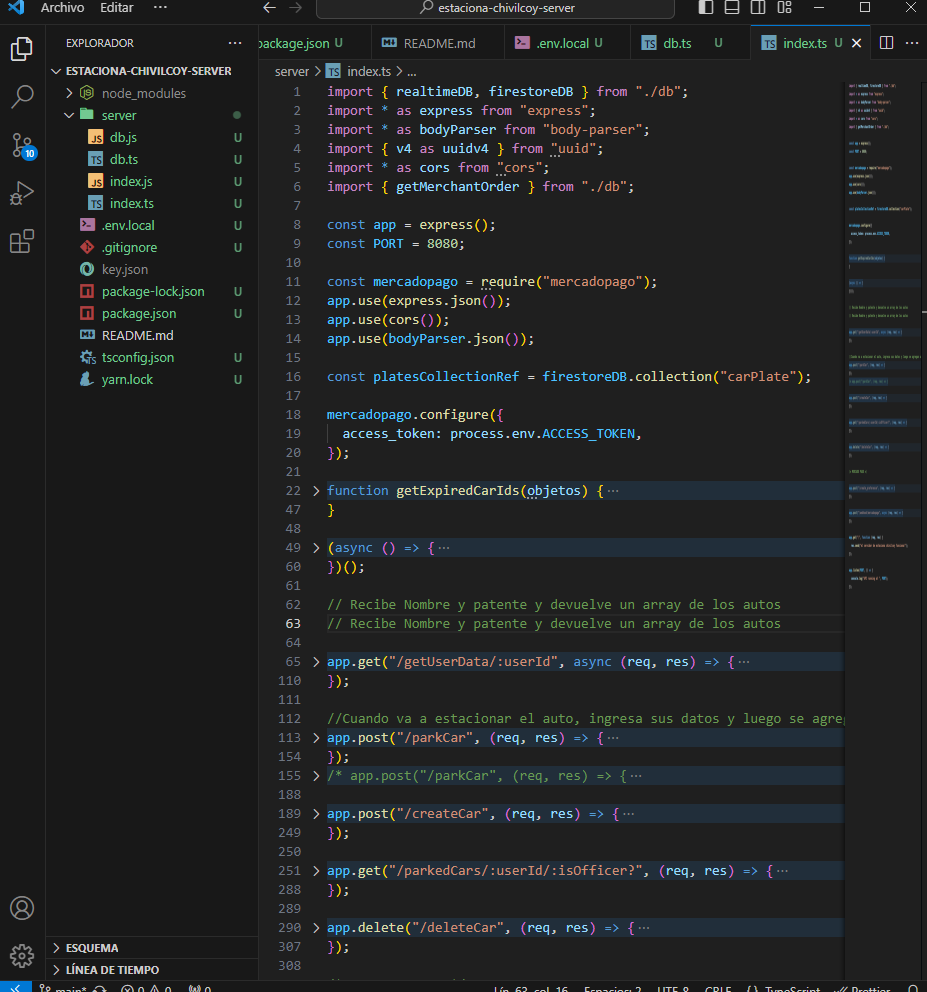 Archivo Editar ··· estaciona-chivilcoy-server
EXPLORADOR ···
ESTACIONA-CHIVILCOY-SERVER
node_modules
server
JS db.js U
TS db.ts U
JS index.js U
TS index.ts U
.env.local U
.gitignore U
key.json
package-lock.json U
package.json U
README.md
tsconfig.json U
yarn.lock U
ESQUEMA
LÍNEA DE TIEMPO
10
package.json U README.md .env.local U TS db.ts U TS index.ts U ···
server > TS index.ts > ...
1 import { realtimeDB, firestoreDB } from "./db";
2 import * as express from "express";
3 import * as bodyParser from "body-parser";
4 import { v4 as uuidv4 } from "uuid";
5 import * as cors from "cors";
6 import { getMerchantOrder } from "./db";
7
8 const app = express();
9 const PORT = 8080;
10
11 const mercadopago = require("mercadopago");
12 app.use(express.json());
13 app.use(cors());
14 app.use(bodyParser.json());
15
16 const platesCollectionRef = firestoreDB.collection("carPlate");
17
18 mercadopago.configure({
19 access_token: process.env.ACCESS_TOKEN,
20 });
21
22 function getExpiredCarIds(objetos) { ···
47 }
48
49 (async () => { ···
60 })();
61
62 // Recibe Nombre y patente y devuelve un array de los autos
63 // Recibe Nombre y patente y devuelve un array de los autos
64
65 app.get("/getUserData/:userId", async (req, res) => { ···
110 });
111
112 //Cuando va a estacionar el auto, ingresa sus datos y luego se agreg
113 app.post("/parkCar", (req, res) => { ···
154 });
155 /* app.post("/parkCar", (req, res) => { ···
188
189 app.post("/createCar", (req, res) => { ···
249 });
250
251 app.get("/parkedCars/:userId/:isOfficer?", (req, res) => { ···
288 });
289
290 app.delete("/deleteCar", (req, res) => { ···
307 });
308
main* 0 0 0 Lín. 63, col. 16 Espacios: 2 UTF-8 CRLF {} TypeScript Prettier